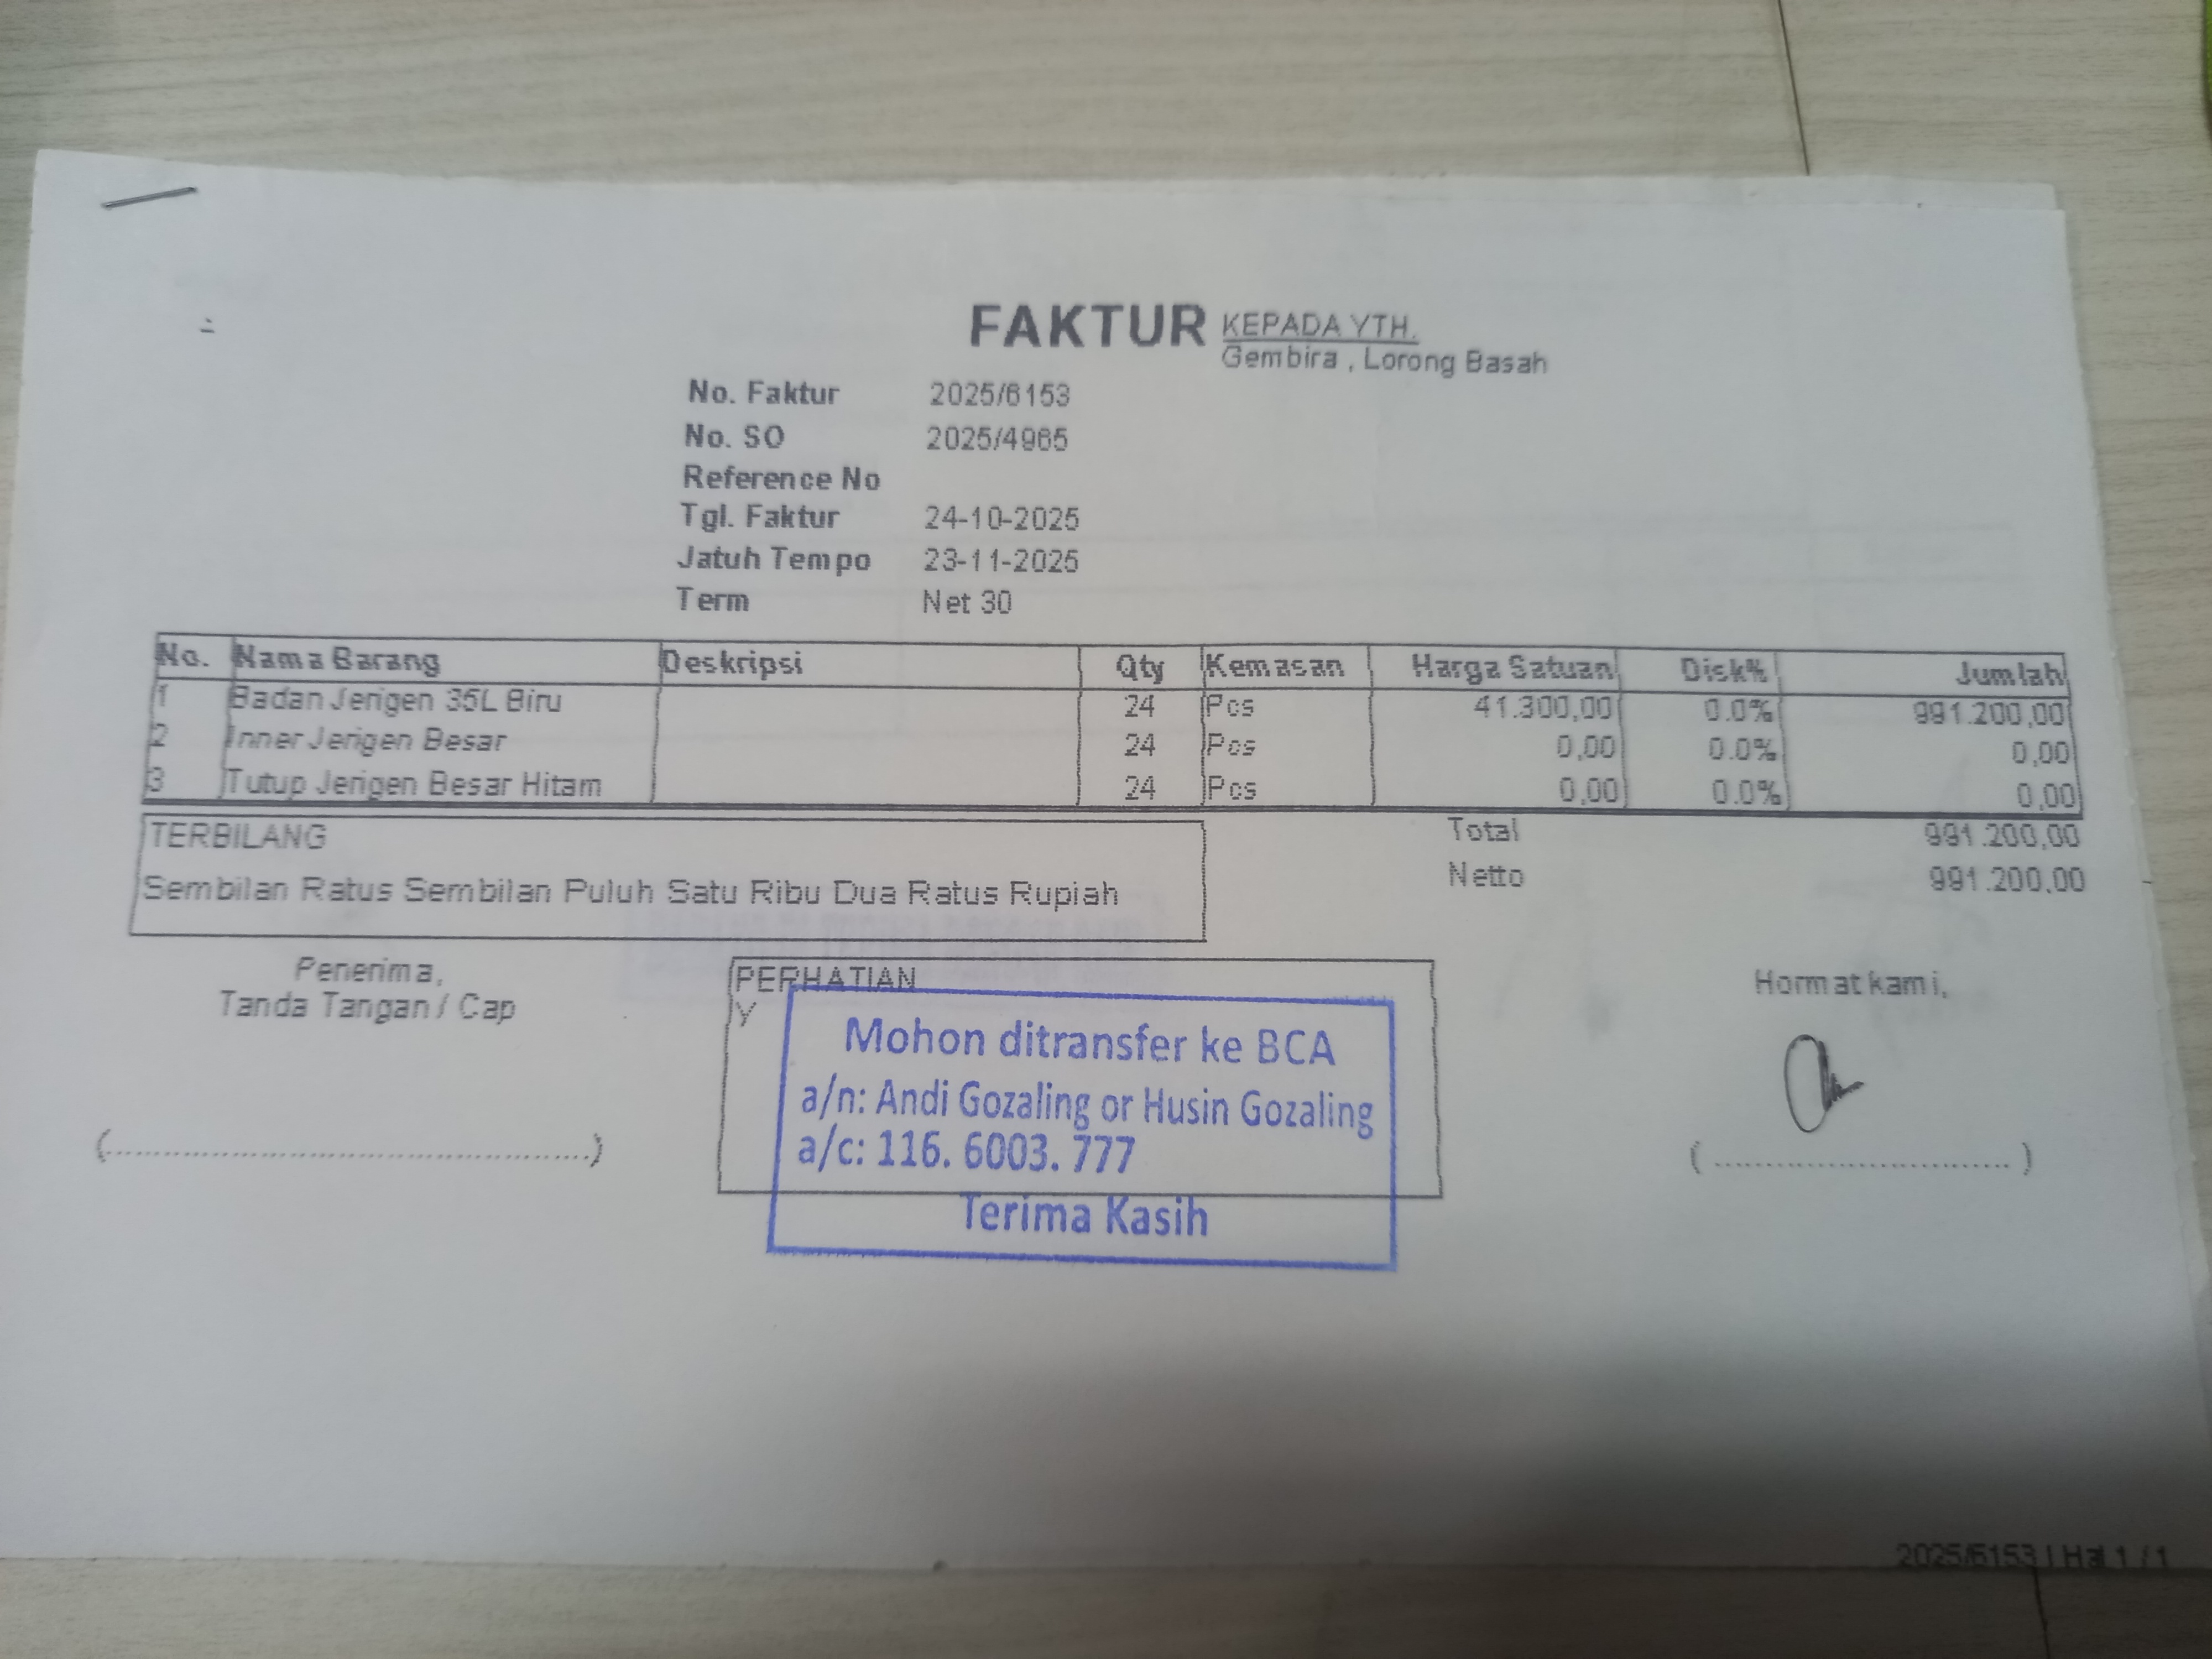 FAKTUR
KEPADA YTH.
Gembira , Lorong Basah
No. Faktur 2025/6153
No. SO 2025/4965
Reference No
Tgl. Faktur 24-10-2025
Jatuh Tempo 23-11-2025
Term Net 30
No. Nama Barang Deskripsi Qty Kemasan Harga Satuan Disk% Jumlah
1 Badan Jerigen 35L Biru 24 Pcs 41.300,00 0.0% 991.200,00
2 Inner Jerigen Besar 24 Pcs 0,00 0.0% 0,00
3 Tutup Jerigen Besar Hitam 24 Pcs 0,00 0.0% 0,00
TERBILANG
Sembilan Ratus Sembilan Puluh Satu Ribu Dua Ratus Rupiah
Total 991.200,00
Netto 991.200,00
Penerima,
Tanda Tangan / Cap
(....................................................)
PERHATIAN
Y
Mohon ditransfer ke BCA
a/n: Andi Gozaling or Husin Gozaling
a/c: 116. 6003. 777
Terima Kasih
Hormat kami,
( ............................... )
2025/6153 | Hal 1 / 1